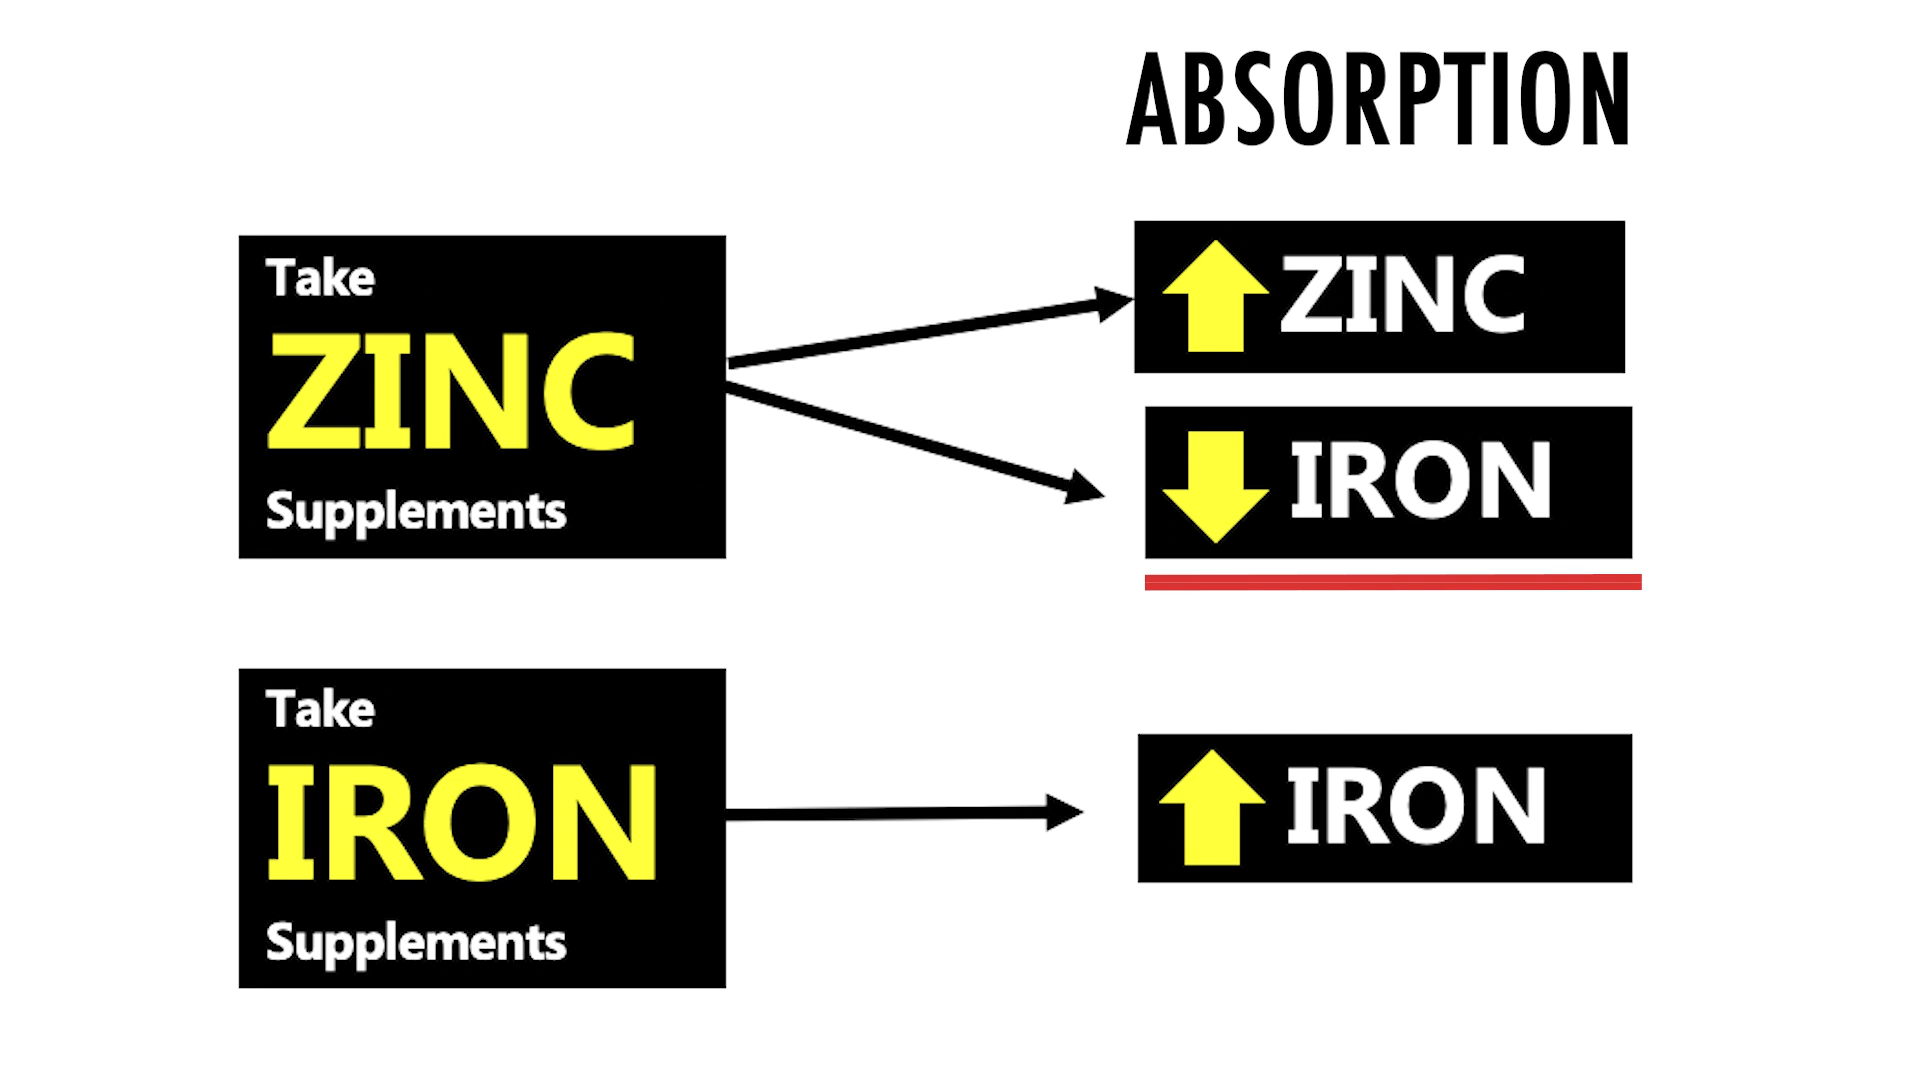 ABSORPTION
Take
ZINC
Supplements
ZINC
IRON
Take
IRON
Supplements
IRON